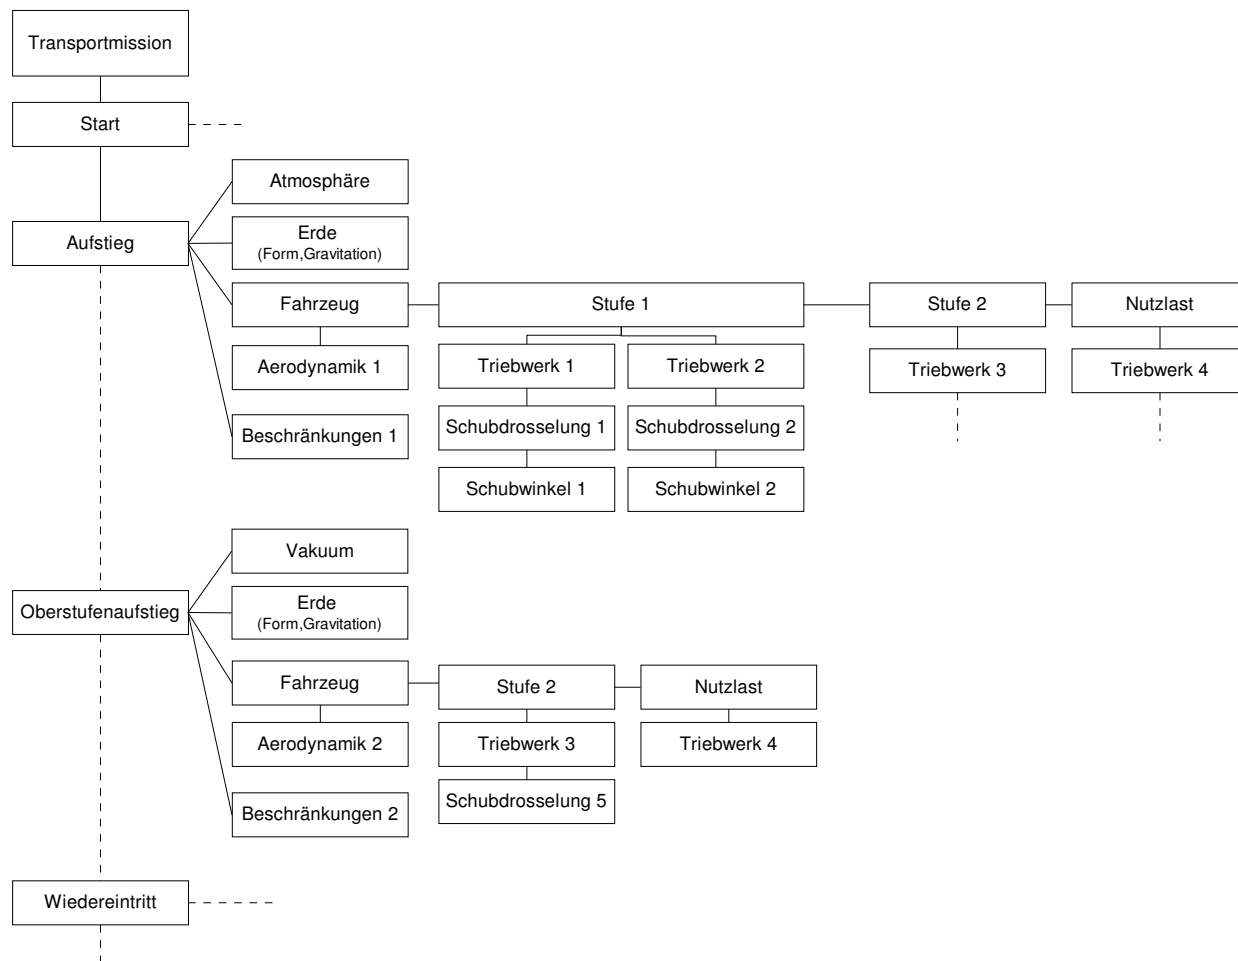 Transportmission
Start
Atmosphäre
Aufstieg
Erde
(Form,Gravitation)
Fahrzeug
Stufe 1
Stufe 2
Nutzlast
Aerodynamik 1
Triebwerk 1
Triebwerk 2
Triebwerk 3
Triebwerk 4
Beschränkungen 1
Schubdrosselung 1
Schubdrosselung 2
Schubwinkel 1
Schubwinkel 2
Vakuum
Oberstufenaufstieg
Erde
(Form,Gravitation)
Fahrzeug
Stufe 2
Nutzlast
Aerodynamik 2
Triebwerk 3
Triebwerk 4
Beschränkungen 2
Schubdrosselung 5
Wiedereintritt